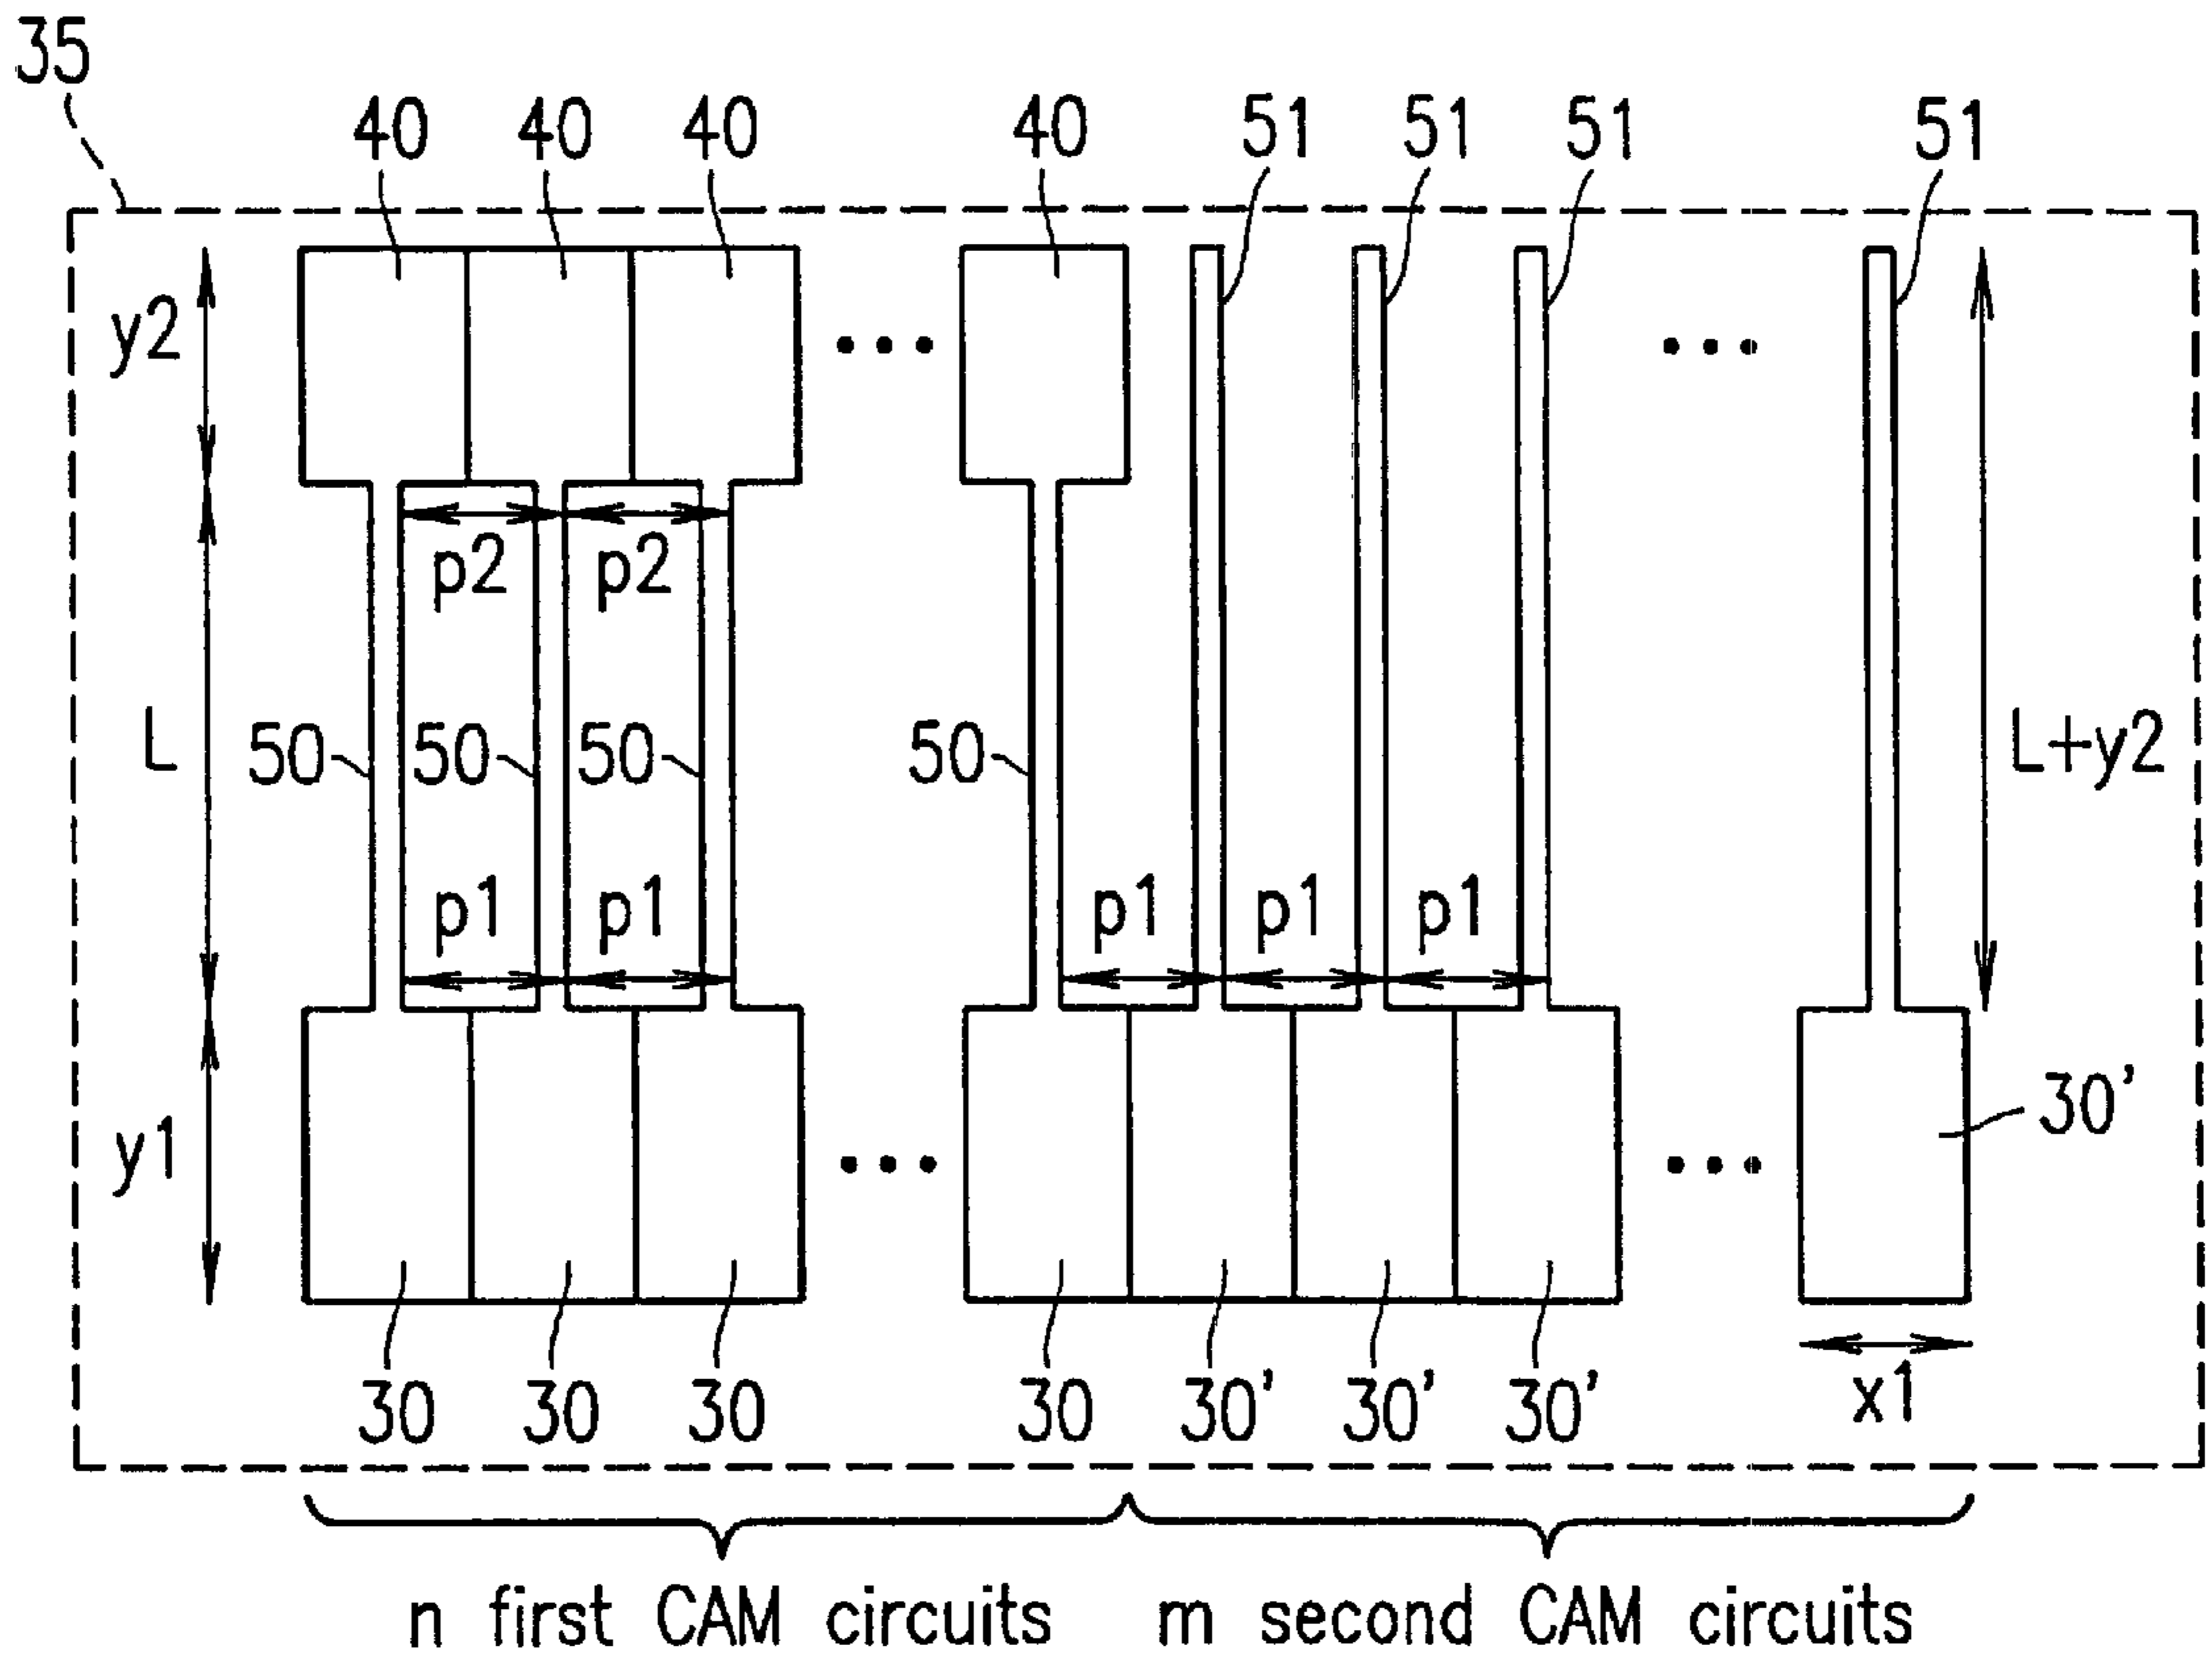 35
40 40 40 40 51 51 51 51
y2
p2 p2
L 50 50 50 50 L+y2
p1 p1 p1 p1 p1
y1 30'
30 30 30 30 30' 30' 30' x1
n first CAM circuits m second CAM circuits